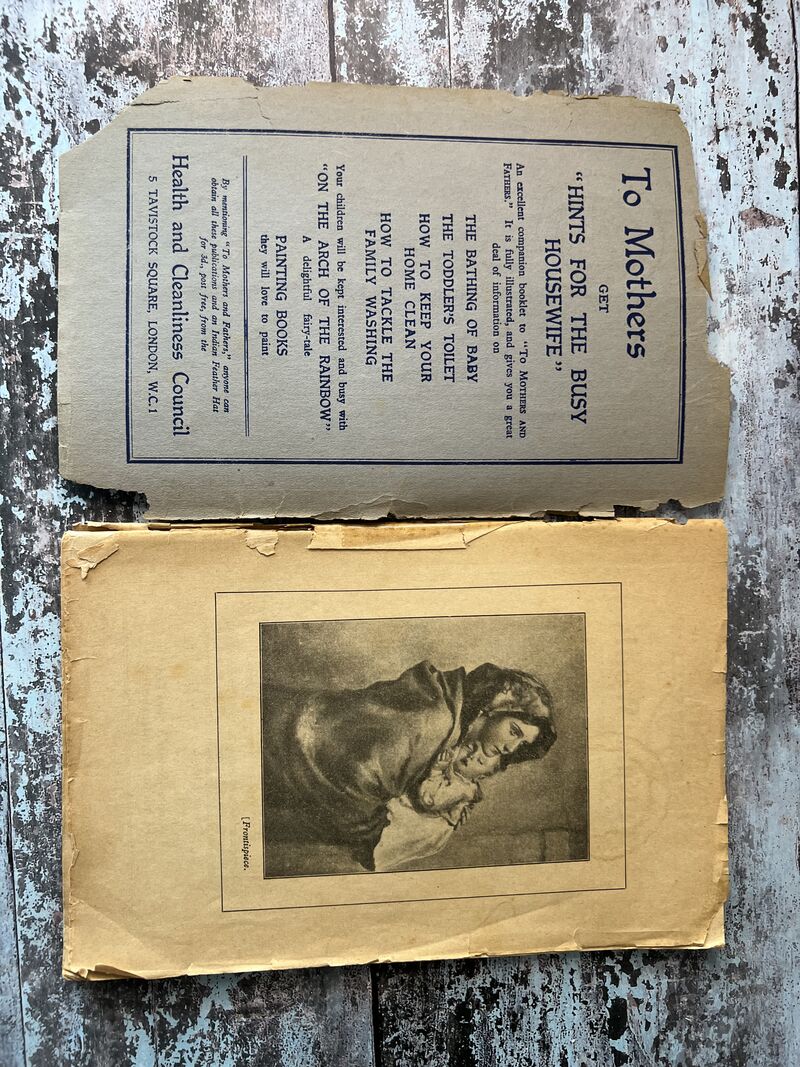 To Mothers
GET
"HINTS FOR THE BUSY
HOUSEWIFE"
An excellent companion booklet to "To Mothers and
Fathers." It is fully illustrated, and gives you a great
deal of information on
THE BATHING OF BABY
THE TODDLER'S TOILET
HOW TO KEEP YOUR
HOME CLEAN
HOW TO TACKLE THE
FAMILY WASHING
Your children will be kept interested and busy with
"ON THE ARCH OF THE RAINBOW"
A delightful fairy-tale
PAINTING BOOKS
they will love to paint
By mentioning "To Mothers and Fathers," anyone can
obtain all these publications and an Indian Feather Hat
for 3d., post free, from the
Health and Cleanliness Council
5 TAVISTOCK SQUARE, LONDON, W.C.1
[Frontispiece.